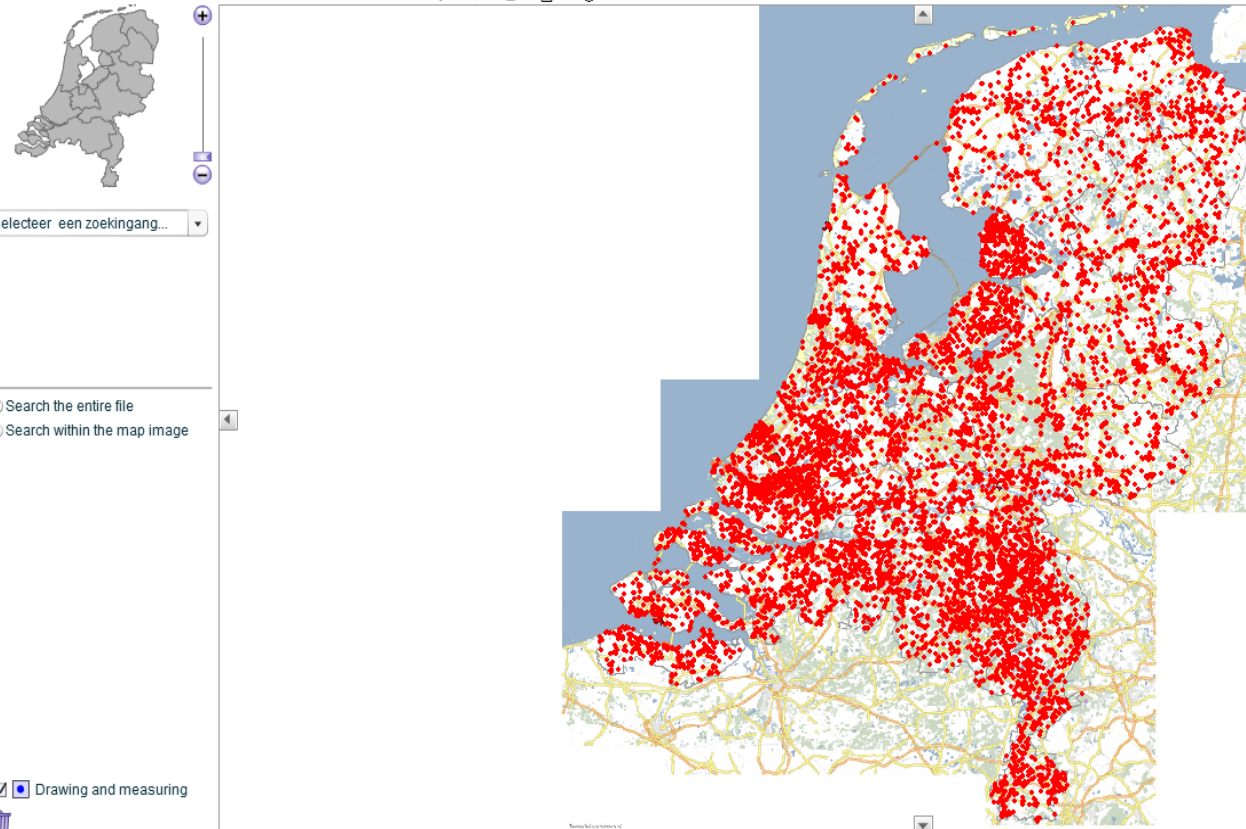 electeer een zoekingang...
Search the entire file
Search within the map image
Drawing and measuring